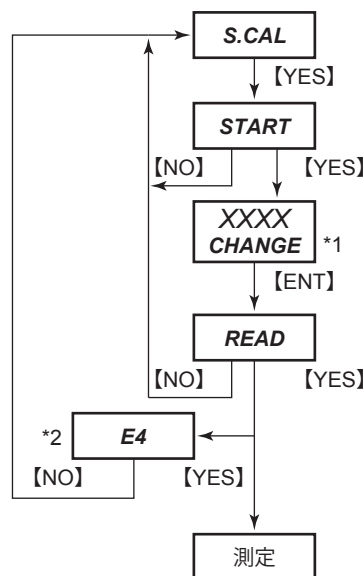 S.CAL
【YES】
START
【NO】 【YES】
XXXX
CHANGE *1
【ENT】
READ
【NO】 【YES】
*2 E4
【NO】 【YES】
測定